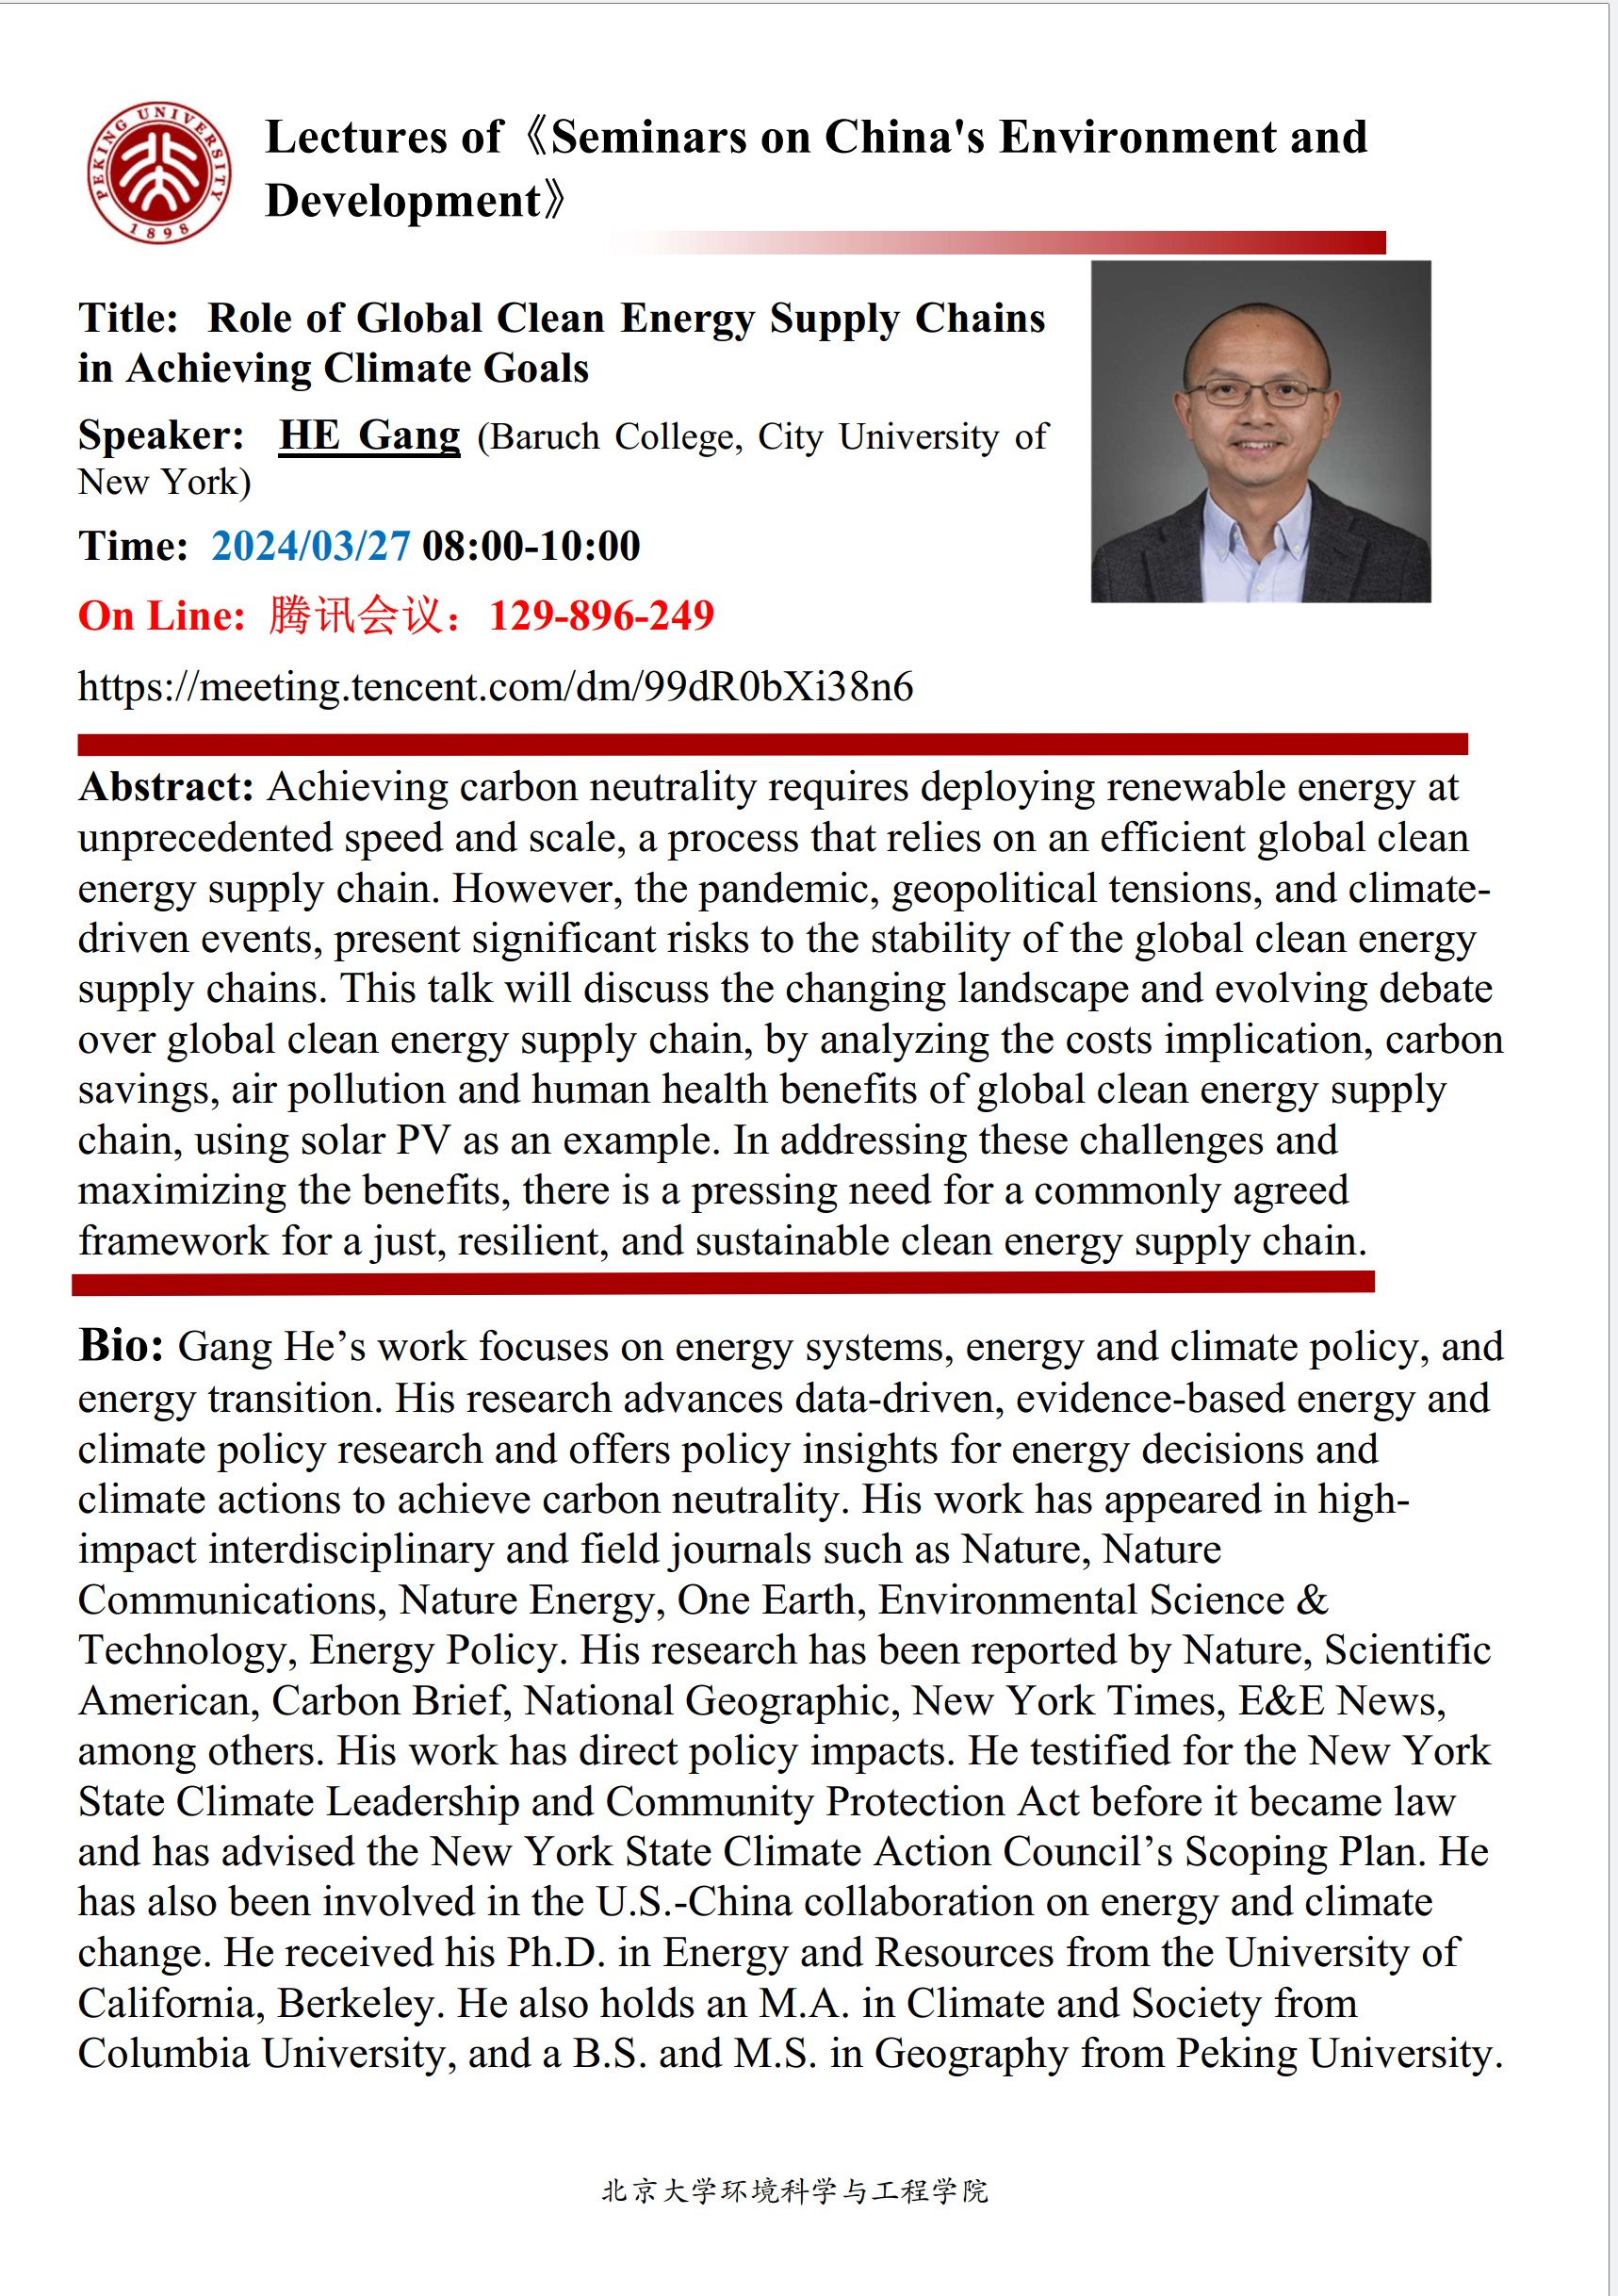 PEKING UNIVERSITY
1898
Lectures of《Seminars on China's Environment and
Development》
Title: Role of Global Clean Energy Supply Chains
in Achieving Climate Goals
Speaker: HE Gang (Baruch College, City University of
New York)
Time: 2024/03/27 08:00-10:00
On Line: 腾讯会议：129-896-249
https://meeting.tencent.com/dm/99dR0bXi38n6
Abstract: Achieving carbon neutrality requires deploying renewable energy at
unprecedented speed and scale, a process that relies on an efficient global clean
energy supply chain. However, the pandemic, geopolitical tensions, and climate-
driven events, present significant risks to the stability of the global clean energy
supply chains. This talk will discuss the changing landscape and evolving debate
over global clean energy supply chain, by analyzing the costs implication, carbon
savings, air pollution and human health benefits of global clean energy supply
chain, using solar PV as an example. In addressing these challenges and
maximizing the benefits, there is a pressing need for a commonly agreed
framework for a just, resilient, and sustainable clean energy supply chain.
Bio: Gang He’s work focuses on energy systems, energy and climate policy, and
energy transition. His research advances data-driven, evidence-based energy and
climate policy research and offers policy insights for energy decisions and
climate actions to achieve carbon neutrality. His work has appeared in high-
impact interdisciplinary and field journals such as Nature, Nature
Communications, Nature Energy, One Earth, Environmental Science &
Technology, Energy Policy. His research has been reported by Nature, Scientific
American, Carbon Brief, National Geographic, New York Times, E&E News,
among others. His work has direct policy impacts. He testified for the New York
State Climate Leadership and Community Protection Act before it became law
and has advised the New York State Climate Action Council’s Scoping Plan. He
has also been involved in the U.S.-China collaboration on energy and climate
change. He received his Ph.D. in Energy and Resources from the University of
California, Berkeley. He also holds an M.A. in Climate and Society from
Columbia University, and a B.S. and M.S. in Geography from Peking University.
北京大学环境科学与工程学院